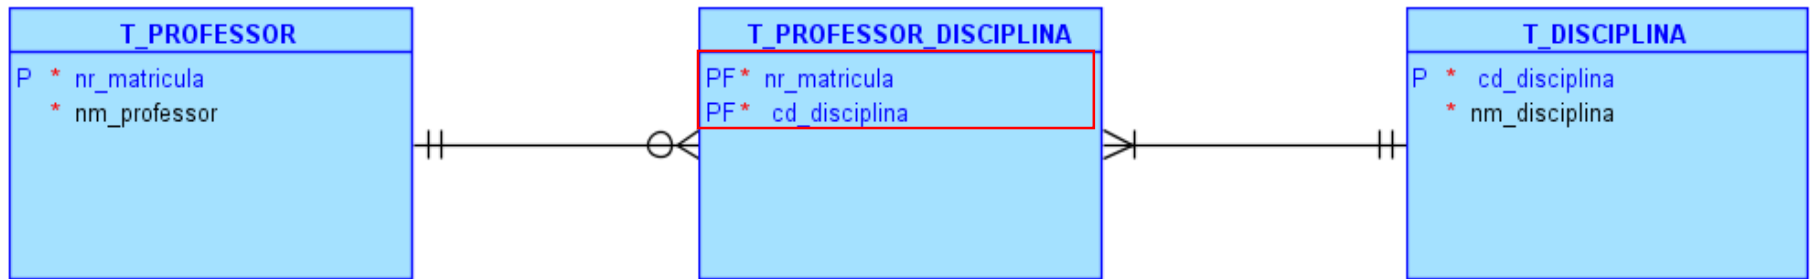 T_PROFESSOR
P * nr_matricula
* nm_professor
T_PROFESSOR_DISCIPLINA
PF * nr_matricula
PF * cd_disciplina
T_DISCIPLINA
P * cd_disciplina
* nm_disciplina